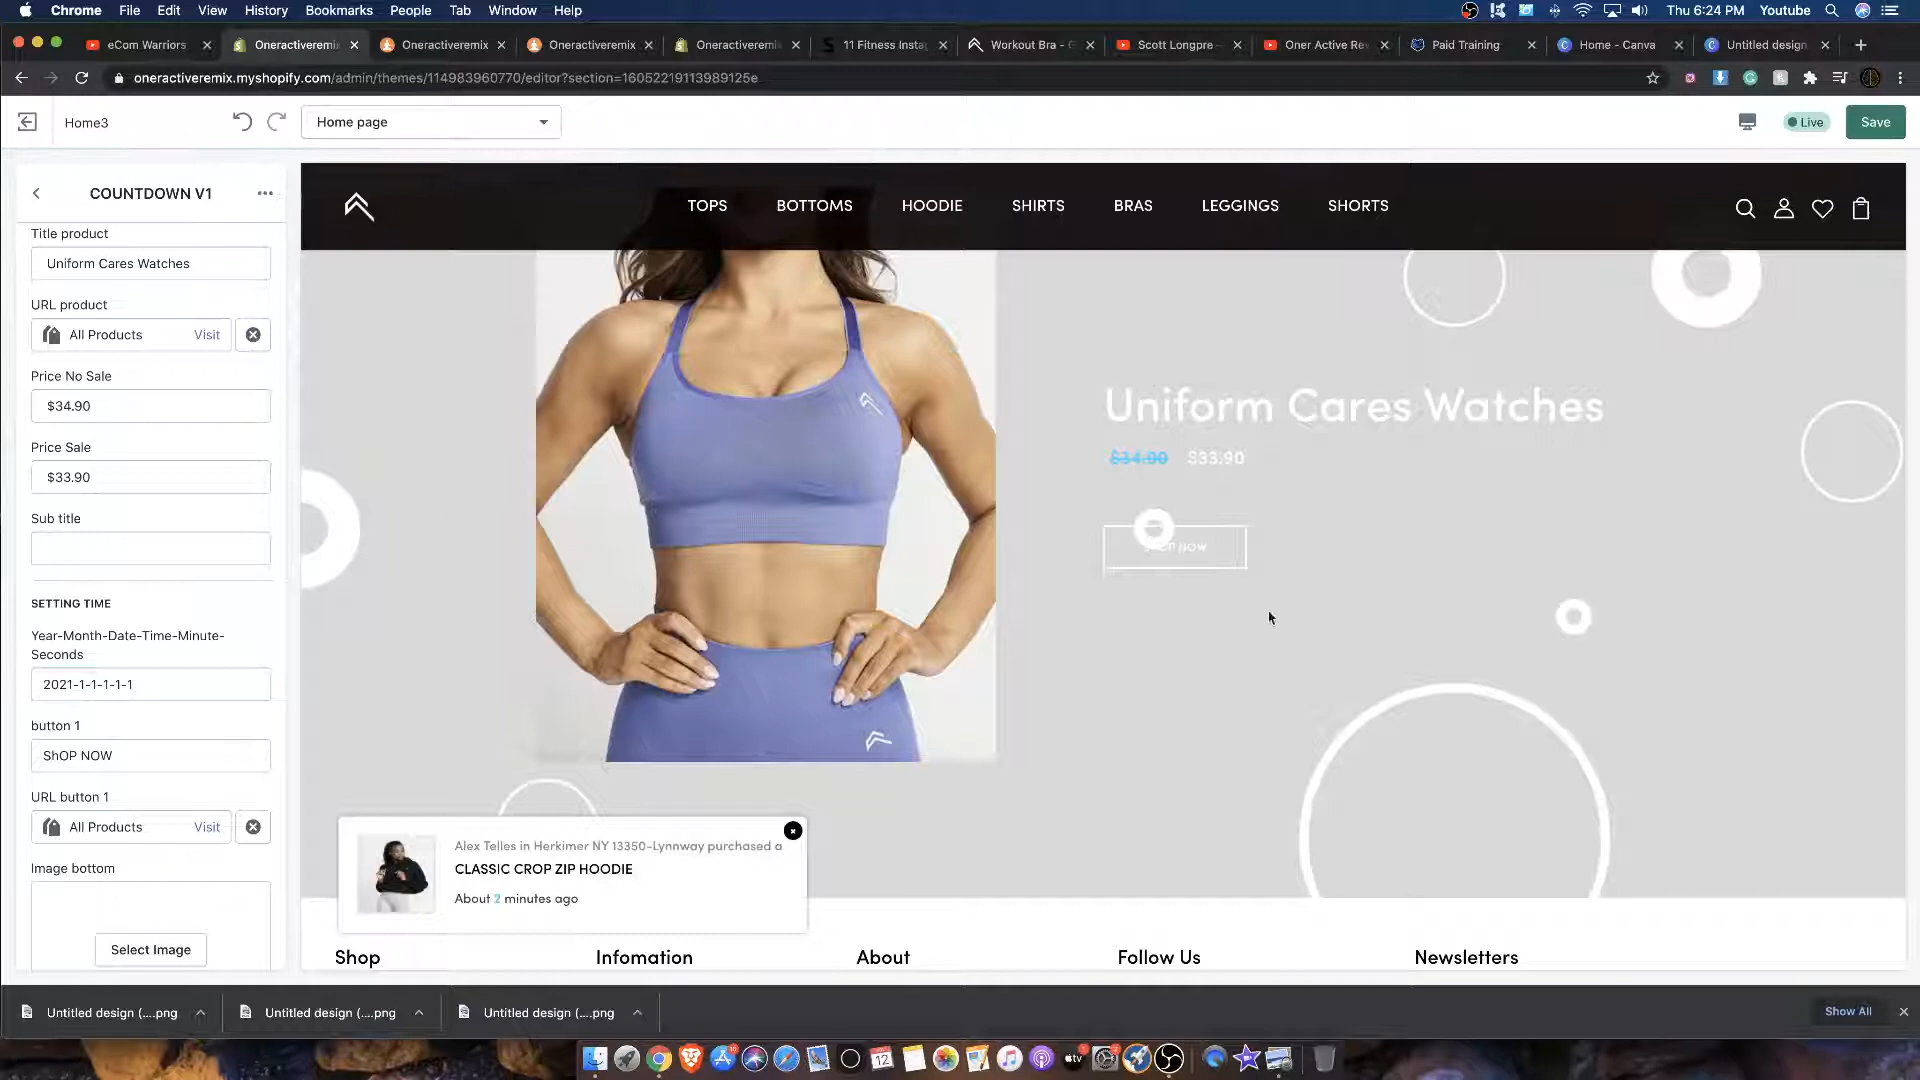 Chrome File Edit View History Bookmarks People Tab Window Help Thu 6:24 PM Youtube
eCom Warriors Oneractiveremix Oneractiveremix Oneractiveremix Oneractiveremix 11 Fitness Insta Workout Bra - Scott Longpre Oner Active Re Paid Training Home - Canva Untitled design
oneractiveremix.myshopify.com/admin/themes/114983960770/editor?section=16052219113989125e
Home3 Home page Live Save
COUNTDOWN V1
Title product
Uniform Cares Watches
URL product
All Products Visit
Price No Sale
$34.90
Price Sale
$33.90
Sub title
SETTING TIME
Year-Month-Date-Time-Minute-
Seconds
2021-1-1-1-1-1
button 1
ShOP NOW
URL button 1
All Products Visit
Image bottom
Select Image
TOPS BOTTOMS HOODIE SHIRTS BRAS LEGGINGS SHORTS
Uniform Cares Watches
$34.90 $33.90
NOW
Alex Telles in Herkimer NY 13350-Lynnway purchased a
CLASSIC CROP ZIP HOODIE
About 2 minutes ago
Shop Infomation About Follow Us Newsletters
Untitled design (....png Untitled design (....png Untitled design (....png Show All
12
tv